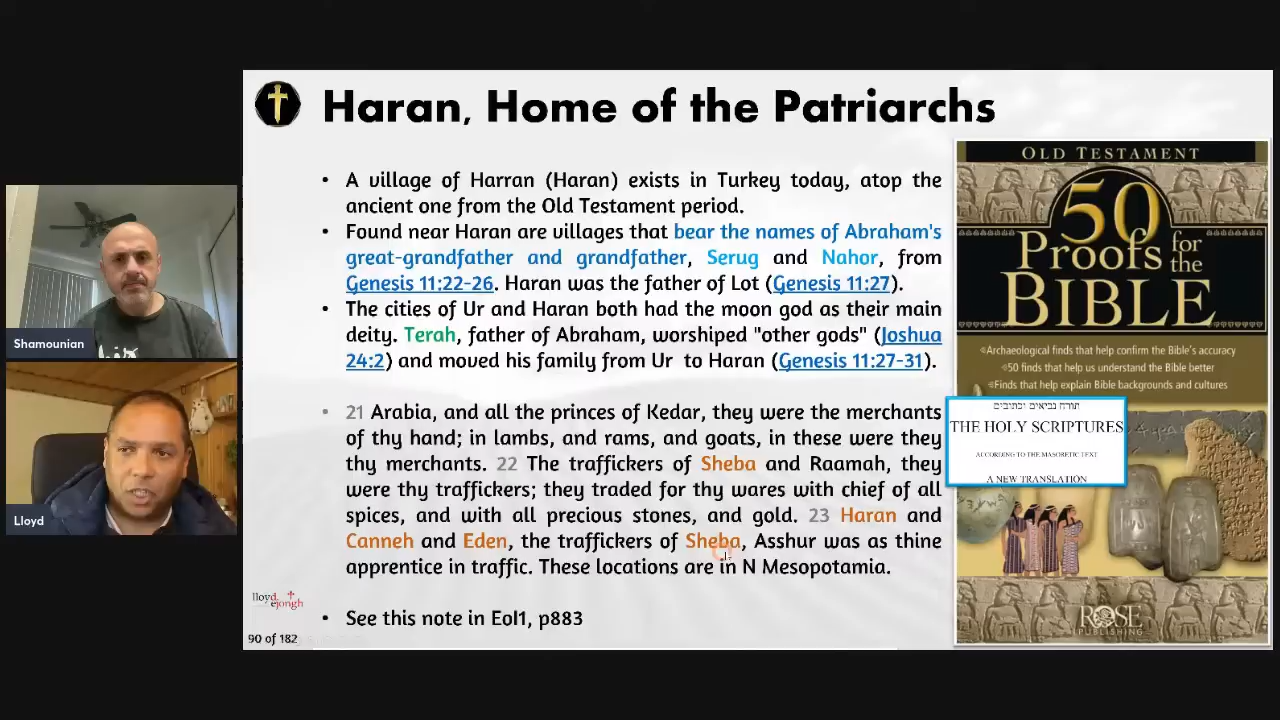 Haran, Home of the Patriarchs
• A village of Harran (Haran) exists in Turkey today, atop the
ancient one from the Old Testament period.
• Found near Haran are villages that bear the names of Abraham's
great-grandfather and grandfather, Serug and Nahor, from
Genesis 11:22-26. Haran was the father of Lot (Genesis 11:27).
• The cities of Ur and Haran both had the moon god as their main
deity. Terah, father of Abraham, worshiped "other gods" (Joshua
24:2) and moved his family from Ur to Haran (Genesis 11:27-31).
• 21 Arabia, and all the princes of Kedar, they were the merchants
of thy hand; in lambs, and rams, and goats, in these were they
thy merchants. 22 The traffickers of Sheba and Raamah, they
were thy traffickers; they traded for thy wares with chief of all
spices, and with all precious stones, and gold. 23 Haran and
Canneh and Eden, the traffickers of Sheba, Asshur was as thine
apprentice in traffic. These locations are in N Mesopotamia.
• See this note in EoI1, p883
lloyd
ejongh
90 of 182
OLD TESTAMENT
50
Proofs for
the
BIBLE
Archaeological finds that help confirm the Bible's accuracy
50 finds that help us understand the Bible better
Finds that help explain Bible backgrounds and cultures
תורה נביאים וכתובים
THE HOLY SCRIPTURES
ACCORDING TO THE MASORETIC TEXT
A NEW TRANSLATION
ROSE
PUBLISHING
Shamounian
Lloyd